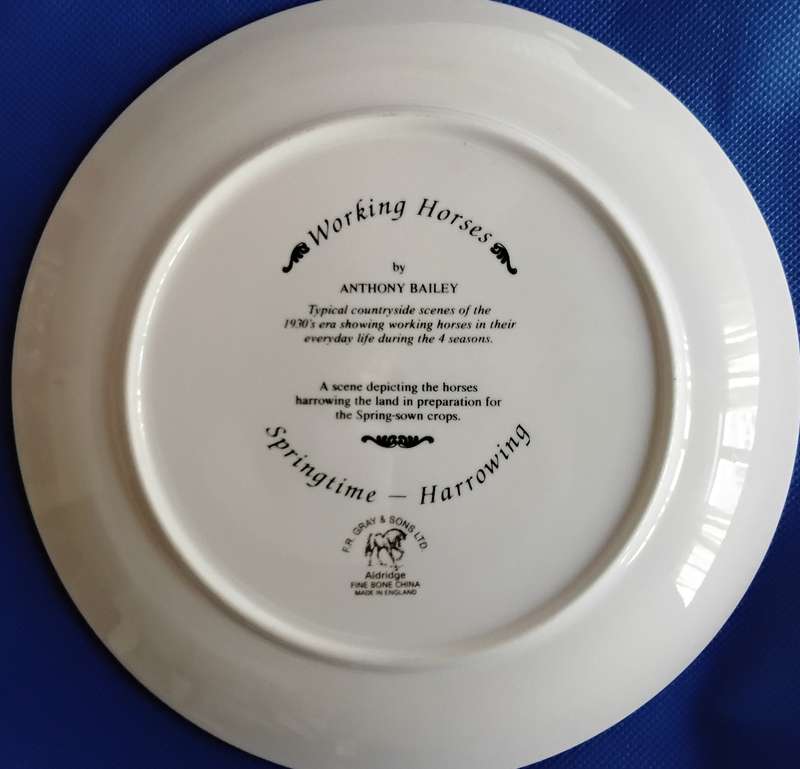 Working Horses
by
ANTHONY BAILEY
Typical countryside scenes of the
1930's era showing working horses in their
everyday life during the 4 seasons.
A scene depicting the horses
harrowing the land in preparation for
the Spring-sown crops.
Springtime – Harrowing
F.R. GRAY & SONS LTD.
Aldridge
FINE BONE CHINA
MADE IN ENGLAND